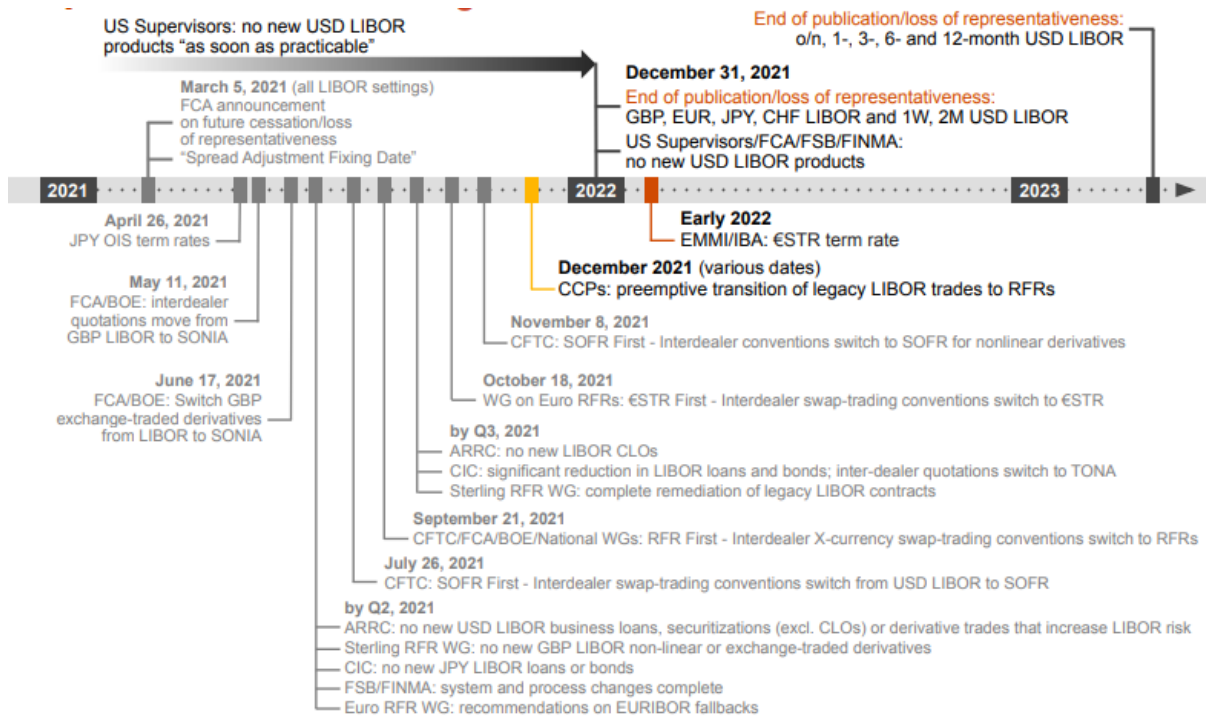 US Supervisors: no new USD LIBOR
products “as soon as practicable”
End of publication/loss of representativeness:
o/n, 1-, 3-, 6- and 12-month USD LIBOR
March 5, 2021 (all LIBOR settings)
FCA announcement
on future cessation/loss
of representativeness
“Spread Adjustment Fixing Date”
December 31, 2021
End of publication/loss of representativeness:
GBP, EUR, JPY, CHF LIBOR and 1W, 2M USD LIBOR
US Supervisors/FCA/FSB/FINMA:
no new USD LIBOR products
2021
2022
2023
April 26, 2021
JPY OIS term rates
Early 2022
EMMI/IBA: €STR term rate
May 11, 2021
FCA/BOE: interdealer
quotations move from
GBP LIBOR to SONIA
December 2021 (various dates)
CCPs: preemptive transition of legacy LIBOR trades to RFRs
November 8, 2021
CFTC: SOFR First - Interdealer conventions switch to SOFR for nonlinear derivatives
June 17, 2021
FCA/BOE: Switch GBP
exchange-traded derivatives
from LIBOR to SONIA
October 18, 2021
WG on Euro RFRs: €STR First - Interdealer swap-trading conventions switch to €STR
by Q3, 2021
ARRC: no new LIBOR CLOs
CIC: significant reduction in LIBOR loans and bonds; inter-dealer quotations switch to TONA
Sterling RFR WG: complete remediation of legacy LIBOR contracts
September 21, 2021
CFTC/FCA/BOE/National WGs: RFR First - Interdealer X-currency swap-trading conventions switch to RFRs
July 26, 2021
CFTC: SOFR First - Interdealer swap-trading conventions switch from USD LIBOR to SOFR
by Q2, 2021
ARRC: no new USD LIBOR business loans, securitizations (excl. CLOs) or derivative trades that increase LIBOR risk
Sterling RFR WG: no new GBP LIBOR non-linear or exchange-traded derivatives
CIC: no new JPY LIBOR loans or bonds
FSB/FINMA: system and process changes complete
Euro RFR WG: recommendations on EURIBOR fallbacks